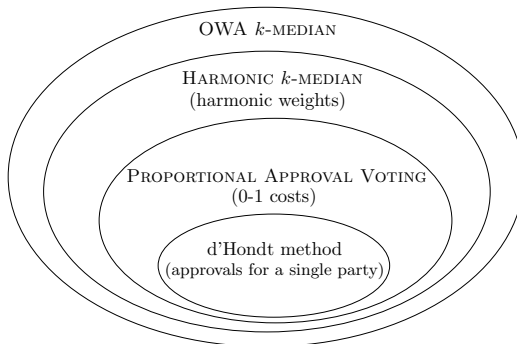 OWA k-MEDIAN
HARMONIC k-MEDIAN
(harmonic weights)
PROPORTIONAL APPROVAL VOTING
(0-1 costs)
d'Hondt method
(approvals for a single party)